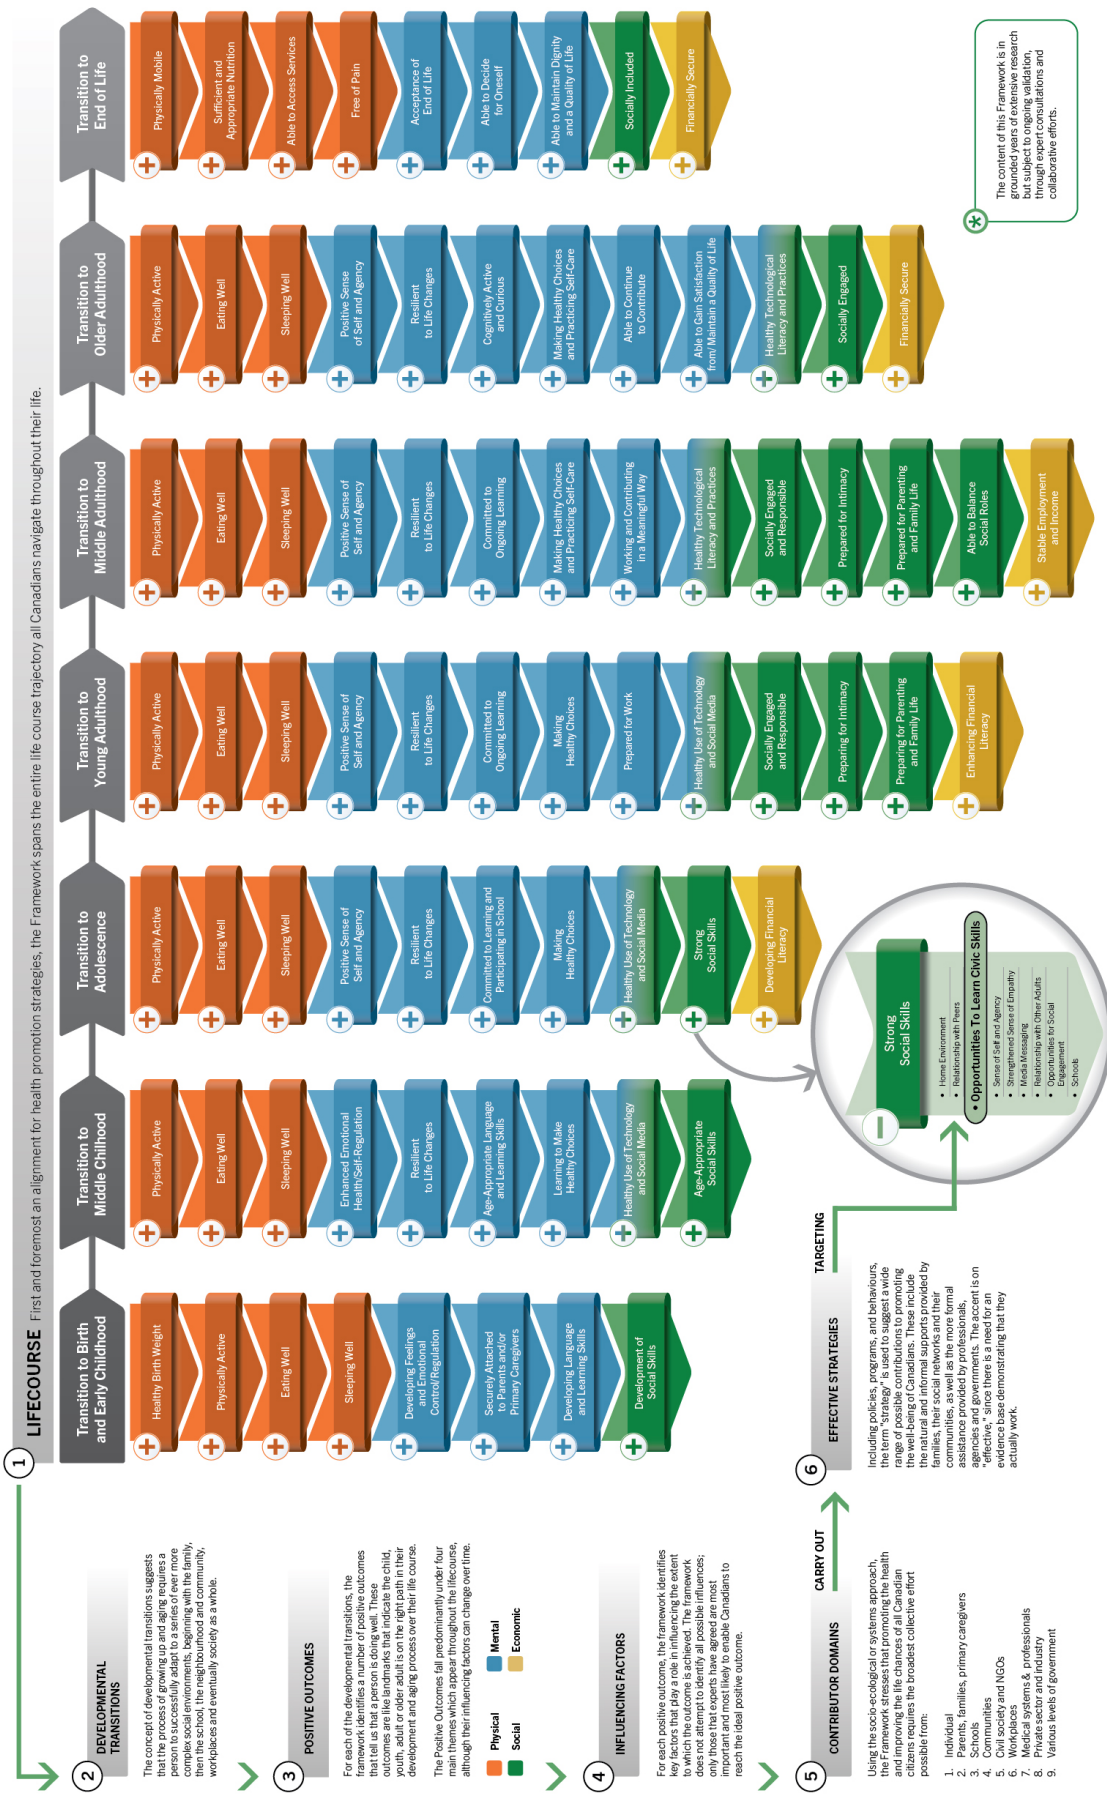 1
LIFECOURSE First and foremost an alignment for health promotion strategies, the Framework spans the entire life course trajectory all Canadians navigate throughout their life.
2
DEVELOPMENTAL
TRANSITIONS
The concept of developmental transitions suggests
that the process of growing up and aging requires a
person to successfully adapt to a series of ever more
complex social environments, beginning with the family,
then the school, the neighbourhood and community,
workplaces and eventually society as a whole.
3
POSITIVE OUTCOMES
For each of the developmental transitions, the
framework identifies a number of positive outcomes
that tell us that a person is doing well. These
outcomes are like landmarks that indicate the child,
youth, adult or older adult is on the right path in their
development and aging process over their life course.
The Positive Outcomes fall predominantly under four
main themes which appear throughout the lifecourse,
although their influencing factors can change over time.
Physical
Mental
Social
Economic
4
INFLUENCING FACTORS
For each positive outcome, the framework identifies
key factors that play a role in influencing the extent
to which the outcome is achieved. The framework
does not attempt to identify all possible influences;
only those that experts have agreed are most
important and most likely to enable Canadians to
reach the ideal positive outcome.
5
CONTRIBUTOR DOMAINS
Using the socio-ecological or systems approach,
the Framework stresses that promoting the health
and improving the life chances of all Canadian
citizens requires the broadest collective effort
possible from:
1. Individual
2. Parents, families, primary caregivers
3. Schools
4. Communities
5. Civil society and NGOs
6. Workplaces
7. Medical systems & professionals
8. Private sector and industry
9. Various levels of government
CARRY OUT
6
EFFECTIVE STRATEGIES
Including policies, programs, and behaviours,
the term "strategy" is used to suggest a wide
range of possible contributions to promoting
the well-being of Canadians. These include
the natural and informal supports provided by
families, their social networks and their
communities, as well as the more formal
assistance provided by professionals,
agencies and governments. The accent is on
"effective," since there is a need for an
evidence base demonstrating that they
actually work.
TARGETING
Transition to Birth
and Early Childhood
Healthy Birth Weight
Physically Active
Eating Well
Sleeping Well
Developing Feelings
and Emotional
Control/Regulation
Securely Attached
to Parents and/or
Primary Caregivers
Developing Language
and Learning Skills
Development of
Social Skills
Transition to
Middle Chilhood
Physically Active
Eating Well
Sleeping Well
Enhanced Emotional
Health/Self-Regulation
Resilient
to Life Changes
Age-Appropriate Language
and Learning Skills
Learning to Make
Healthy Choices
Healthy Use of Technology
and Social Media
Age-Appropriate
Social Skills
Transition to
Adolescence
Physically Active
Eating Well
Sleeping Well
Positive Sense of
Self and Agency
Resilient
to Life Changes
Committed to Learning and
Participating in School
Making
Healthy Choices
Healthy Use of Technology
and Social Media
Strong
Social Skills
Developing Financial
Literacy
Transition to
Young Adulthood
Physically Active
Eating Well
Sleeping Well
Positive Sense of
Self and Agency
Resilient
to Life Changes
Committed to
Ongoing Learning
Making
Healthy Choices
Prepared for Work
Healthy Use of Technology
and Social Media
Socially Engaged
and Responsible
Preparing for Intimacy
Preparing for Parenting
and Family Life
Enhancing Financial
Literacy
Transition to
Middle Adulthood
Physically Active
Eating Well
Sleeping Well
Positive Sense of
Self and Agency
Resilient
to Life Changes
Committed to
Ongoing Learning
Making Healthy Choices
and Practicing Self-Care
Working and Contributing
in a Meaningful Way
Healthy Technological
Literacy and Practices
Socially Engaged
and Responsible
Prepared for Intimacy
Prepared for Parenting
and Family Life
Able to Balance
Social Roles
Stable Employment
and Income
Transition to
Older Adulthood
Physically Active
Eating Well
Sleeping Well
Positive Sense
of Self and Agency
Resilient
to Life Changes
Cognitively Active
and Curious
Making Healthy Choices
and Practicing Self-Care
Able to Continue
to Contribute
Able to Gain Satisfaction
from/ Maintain a Quality of Life
Healthy Technological
Literacy and Practices
Socially Engaged
Financially Secure
Transition to
End of Life
Physically Mobile
Sufficient and
Appropriate Nutrition
Able to Access Services
Free of Pain
Acceptance of
End of Life
Able to Decide
for Oneself
Able to Maintain Dignity
and a Quality of Life
Socially Included
Financially Secure
Strong
Social Skills
• Home Environment
• Relationship with Peers
• Opportunities To Learn Civic Skills
• Sense of Self and Agency
• Strengthened Sense of Empathy
• Media Messaging
• Relationship with Other Adults
• Opportunities for Social
Engagement
• Schools
*
The content of this Framework is in
grounded years of extensive research
but subject to ongoing validation,
through expert consultations and
collaborative efforts.